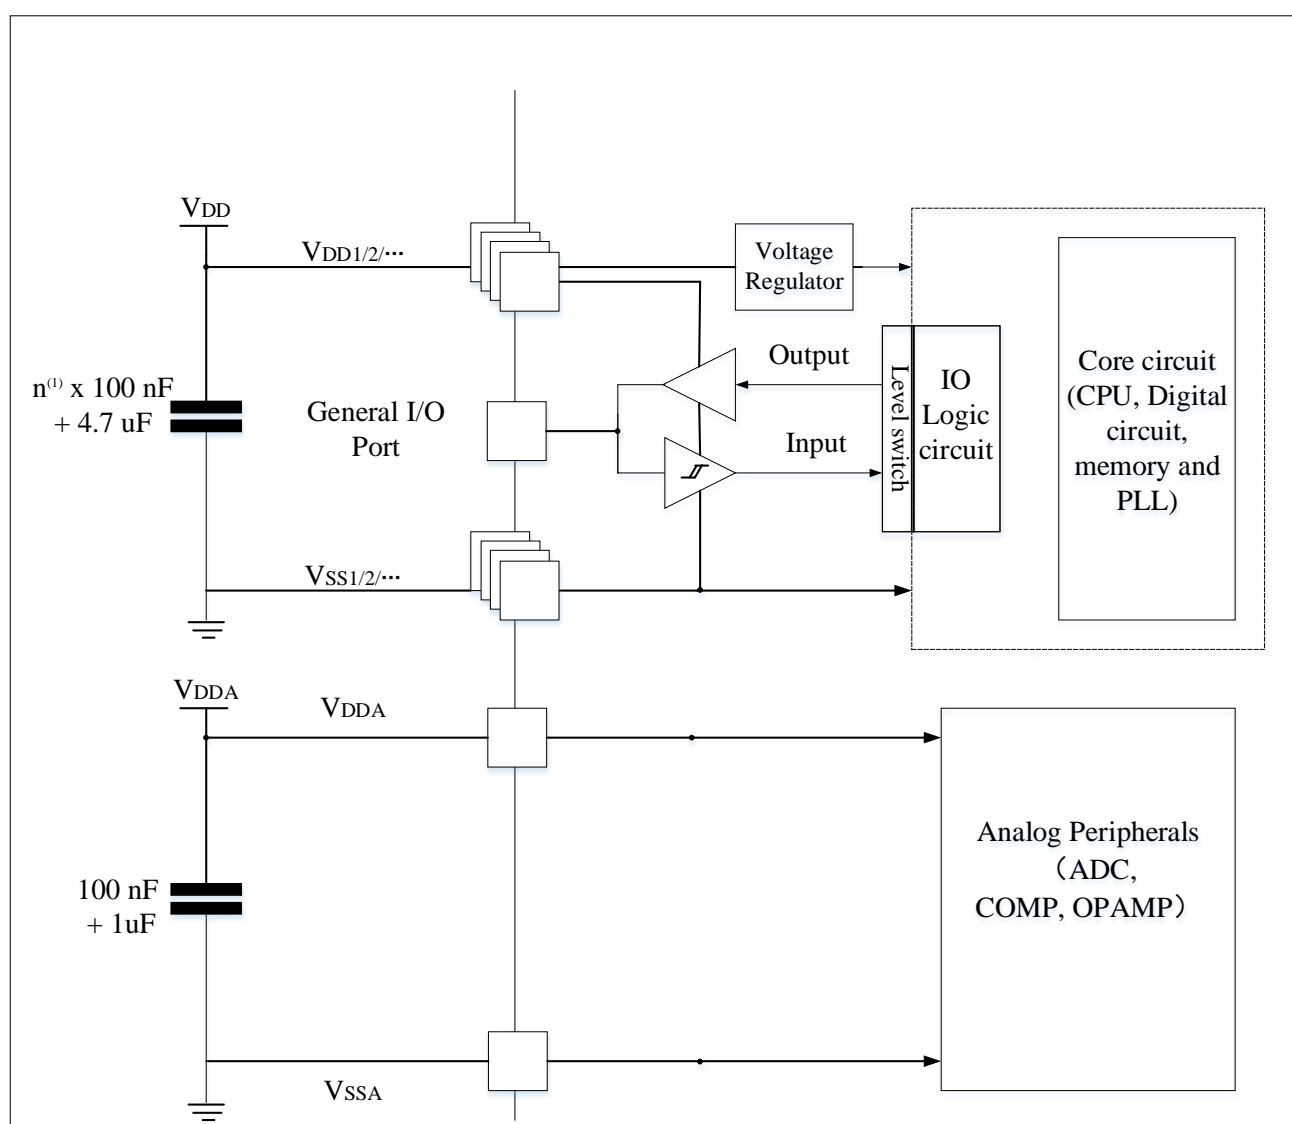 VDD
VDD1/2/···
Voltage
Regulator
n(1) x 100 nF
+ 4.7 uF
General I/O
Port
Output
Input
Level switch
IO
Logic
circuit
Core circuit
(CPU, Digital
circuit,
memory and
PLL)
VSS1/2/···
VDDA
VDDA
100 nF
+ 1uF
Analog Peripherals
（ADC,
COMP, OPAMP）
VSSA